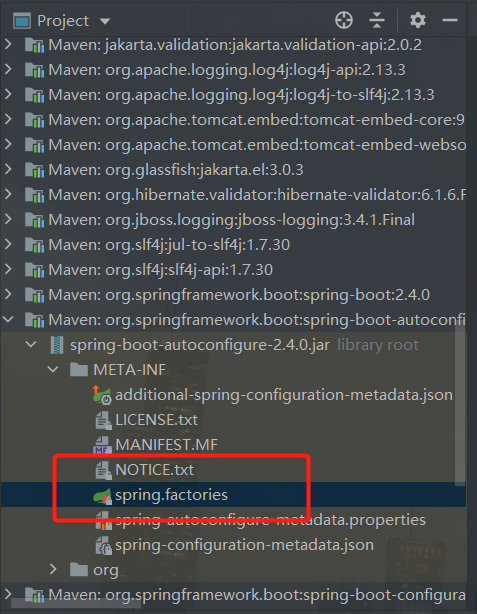 Project
Maven: jakarta.validation:jakarta.validation-api:2.0.2
Maven: org.apache.logging.log4j:log4j-api:2.13.3
Maven: org.apache.logging.log4j:log4j-to-slf4j:2.13.3
Maven: org.apache.tomcat.embed:tomcat-embed-core:9
Maven: org.apache.tomcat.embed:tomcat-embed-webso
Maven: org.glassfish:jakarta.el:3.0.3
Maven: org.hibernate.validator:hibernate-validator:6.1.6.F
Maven: org.jboss.logging:jboss-logging:3.4.1.Final
Maven: org.slf4j:jul-to-slf4j:1.7.30
Maven: org.slf4j:slf4j-api:1.7.30
Maven: org.springframework.boot:spring-boot:2.4.0
Maven: org.springframework.boot:spring-boot-autoconfi
spring-boot-autoconfigure-2.4.0.jar library root
META-INF
additional-spring-configuration-metadata.json
LICENSE.txt
MANIFEST.MF
NOTICE.txt
spring.factories
spring-autoconfigure-metadata.properties
spring-configuration-metadata.json
org
Maven: org.springframework.boot:spring-boot-configura